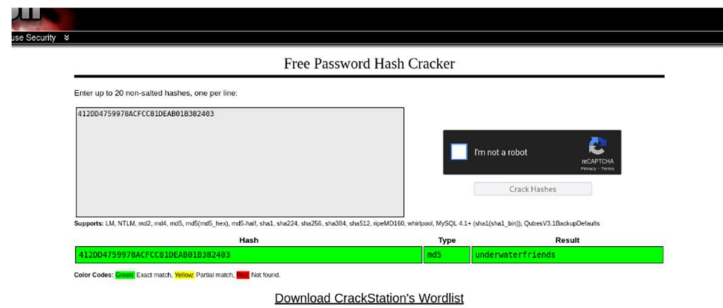 use Security
Free Password Hash Cracker
Enter up to 20 non-salted hashes, one per line:
412DD4759978ACFCC81DEAB01B382403
I'm not a robot
reCAPTCHA
Privacy - Terms
Crack Hashes
Supports: LM, NTLM, md2, md4, md5, md5(md5_hex), md5-half, sha1, sha224, sha256, sha384, sha512, ripeMD160, whirlpool, MySQL 4.1+ (sha1(sha1_bin)), QubesV3.1BackupDefaults
Hash Type Result
412DD4759978ACFCC81DEAB01B382403 md5 underwaterfriends
Color Codes: Green: Exact match, Yellow: Partial match, Red: Not found.
Download CrackStation's Wordlist